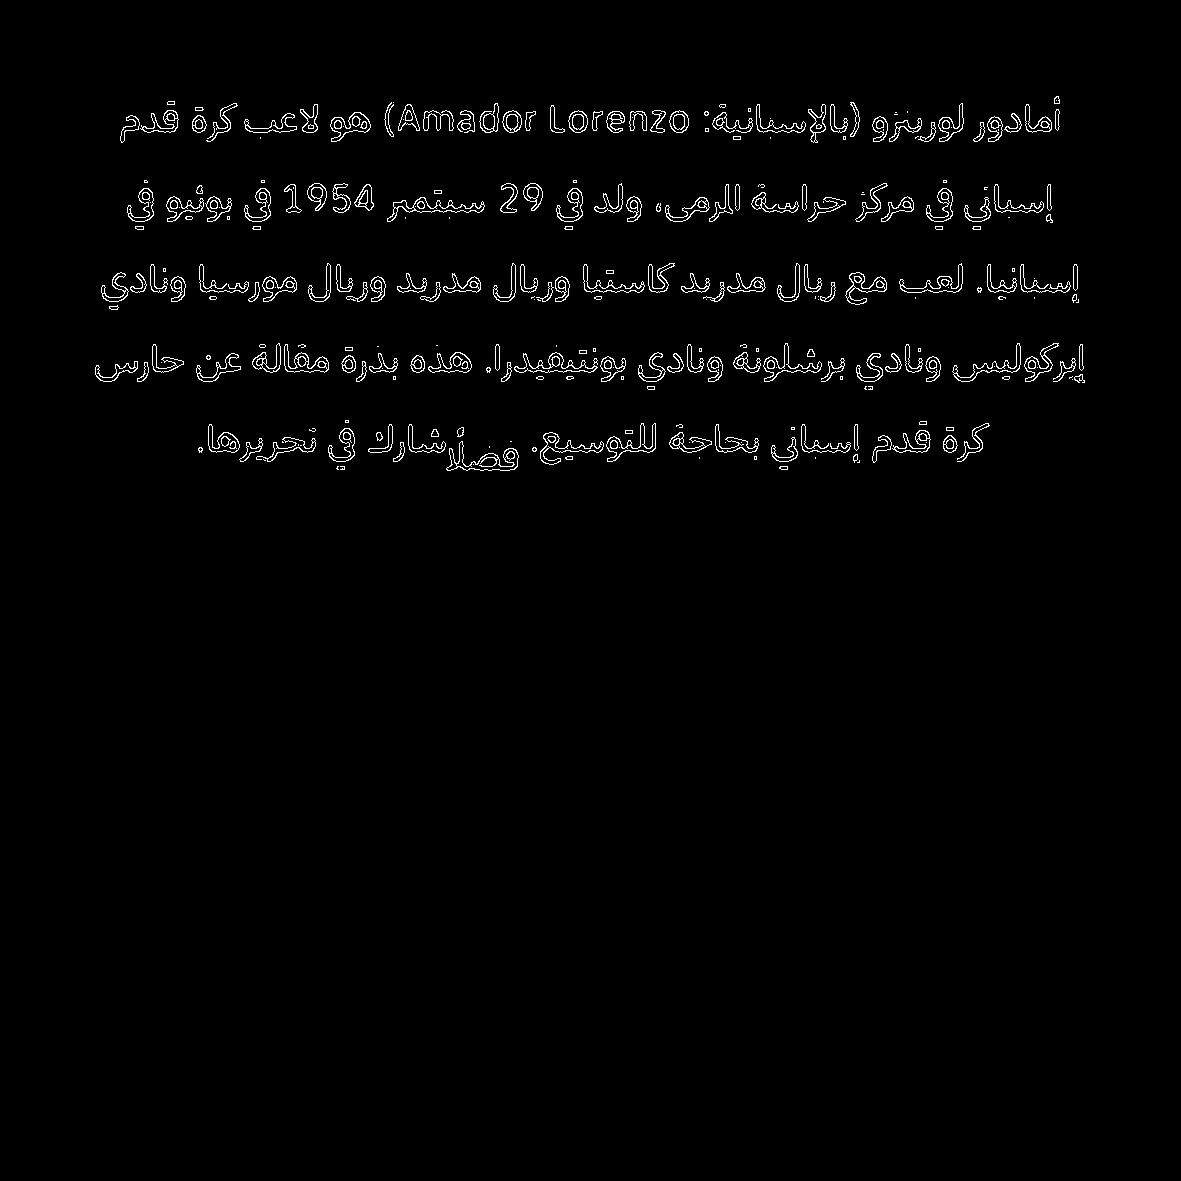 أمادور لورينزو (بالإسبانية: Amador Lorenzo) هو لاعب كرة قدم
إسباني في مركز حراسة المرمى، ولد في 29 سبتمبر 1954 في بوئيو في
إسبانيا. لعب مع ريال مدريد كاستيا وريال مدريد وريال مورسيا ونادي
إيركوليس ونادي برشلونة ونادي بونتيفيدرا. هذه بذرة مقالة عن حارس
كرة قدم إسباني بحاجة للتوسيع. فضلًا شارك في تحريرها.